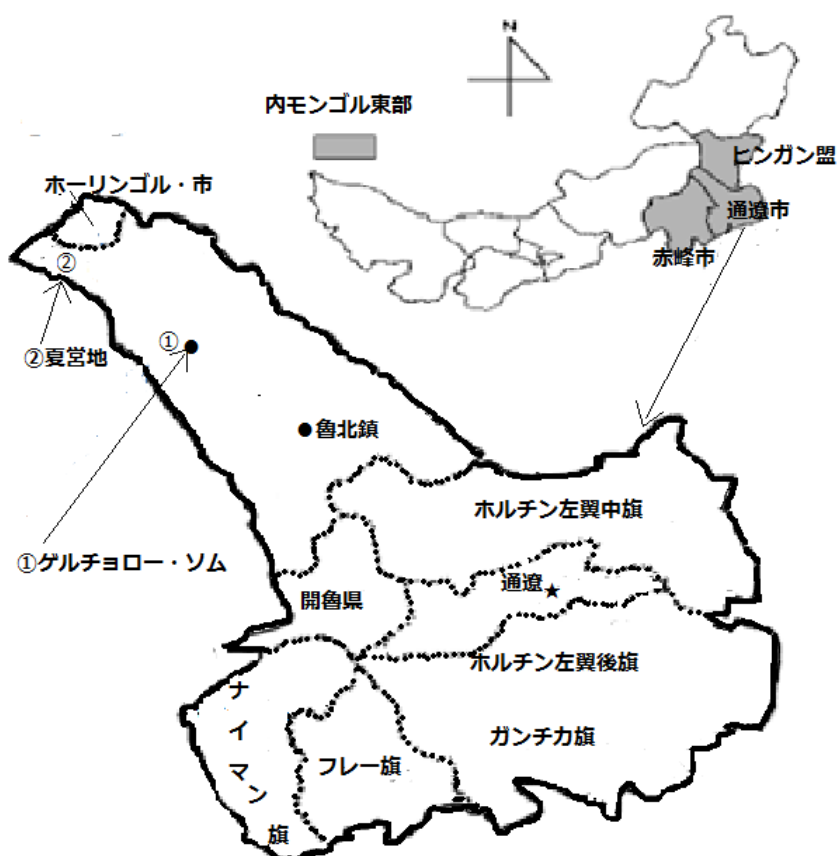 N
内モンゴル東部
ヒンガン盟
通遼市
赤峰市
ホーリンゴル・市
②
②夏営地
①
魯北鎮
①ゲルチョロー・ソム
ホルチン左翼中旗
開魯県
通遼
ホルチン左翼後旗
ガンチカ旗
ナイマン旗
フレー旗